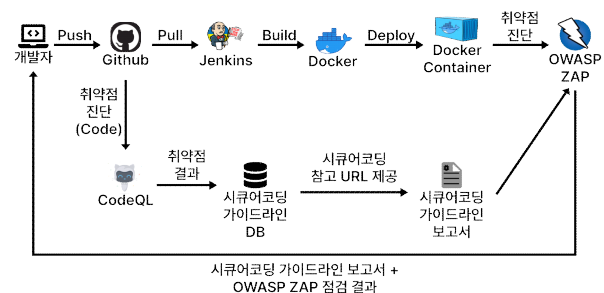 Push
Pull
Build
Deploy
취약점
진단
개발자
Github
Jenkins
Docker
Docker
Container
OWASP
ZAP
취약점
진단
(Code)
CodeQL
취약점
결과
시큐어코딩
가이드라인
DB
시큐어코딩
참고 URL 제공
시큐어코딩
가이드라인
보고서
시큐어코딩 가이드라인 보고서 +
OWASP ZAP 점검 결과